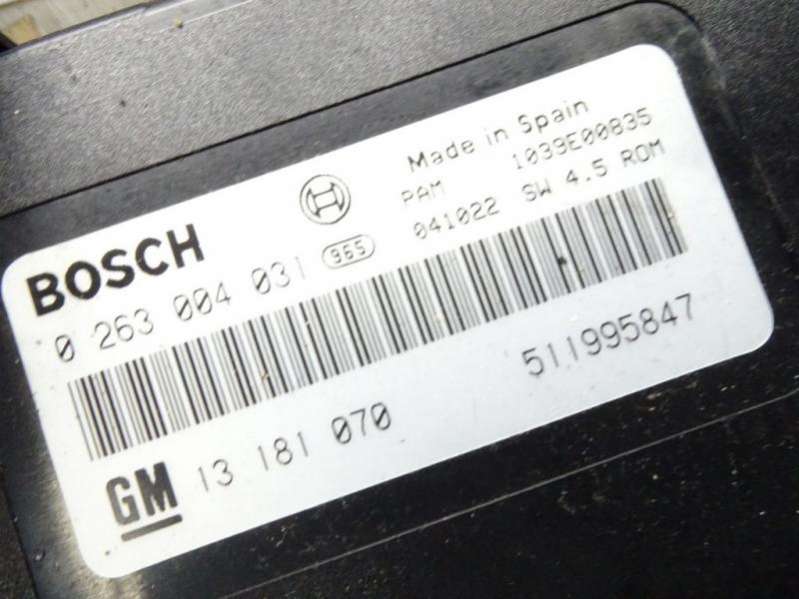 BOSCH
0 263 004 031 965
Made in Spain
PAM 1039E00835
041022 SW 4.5 ROM
511995847
GM 13 181 070